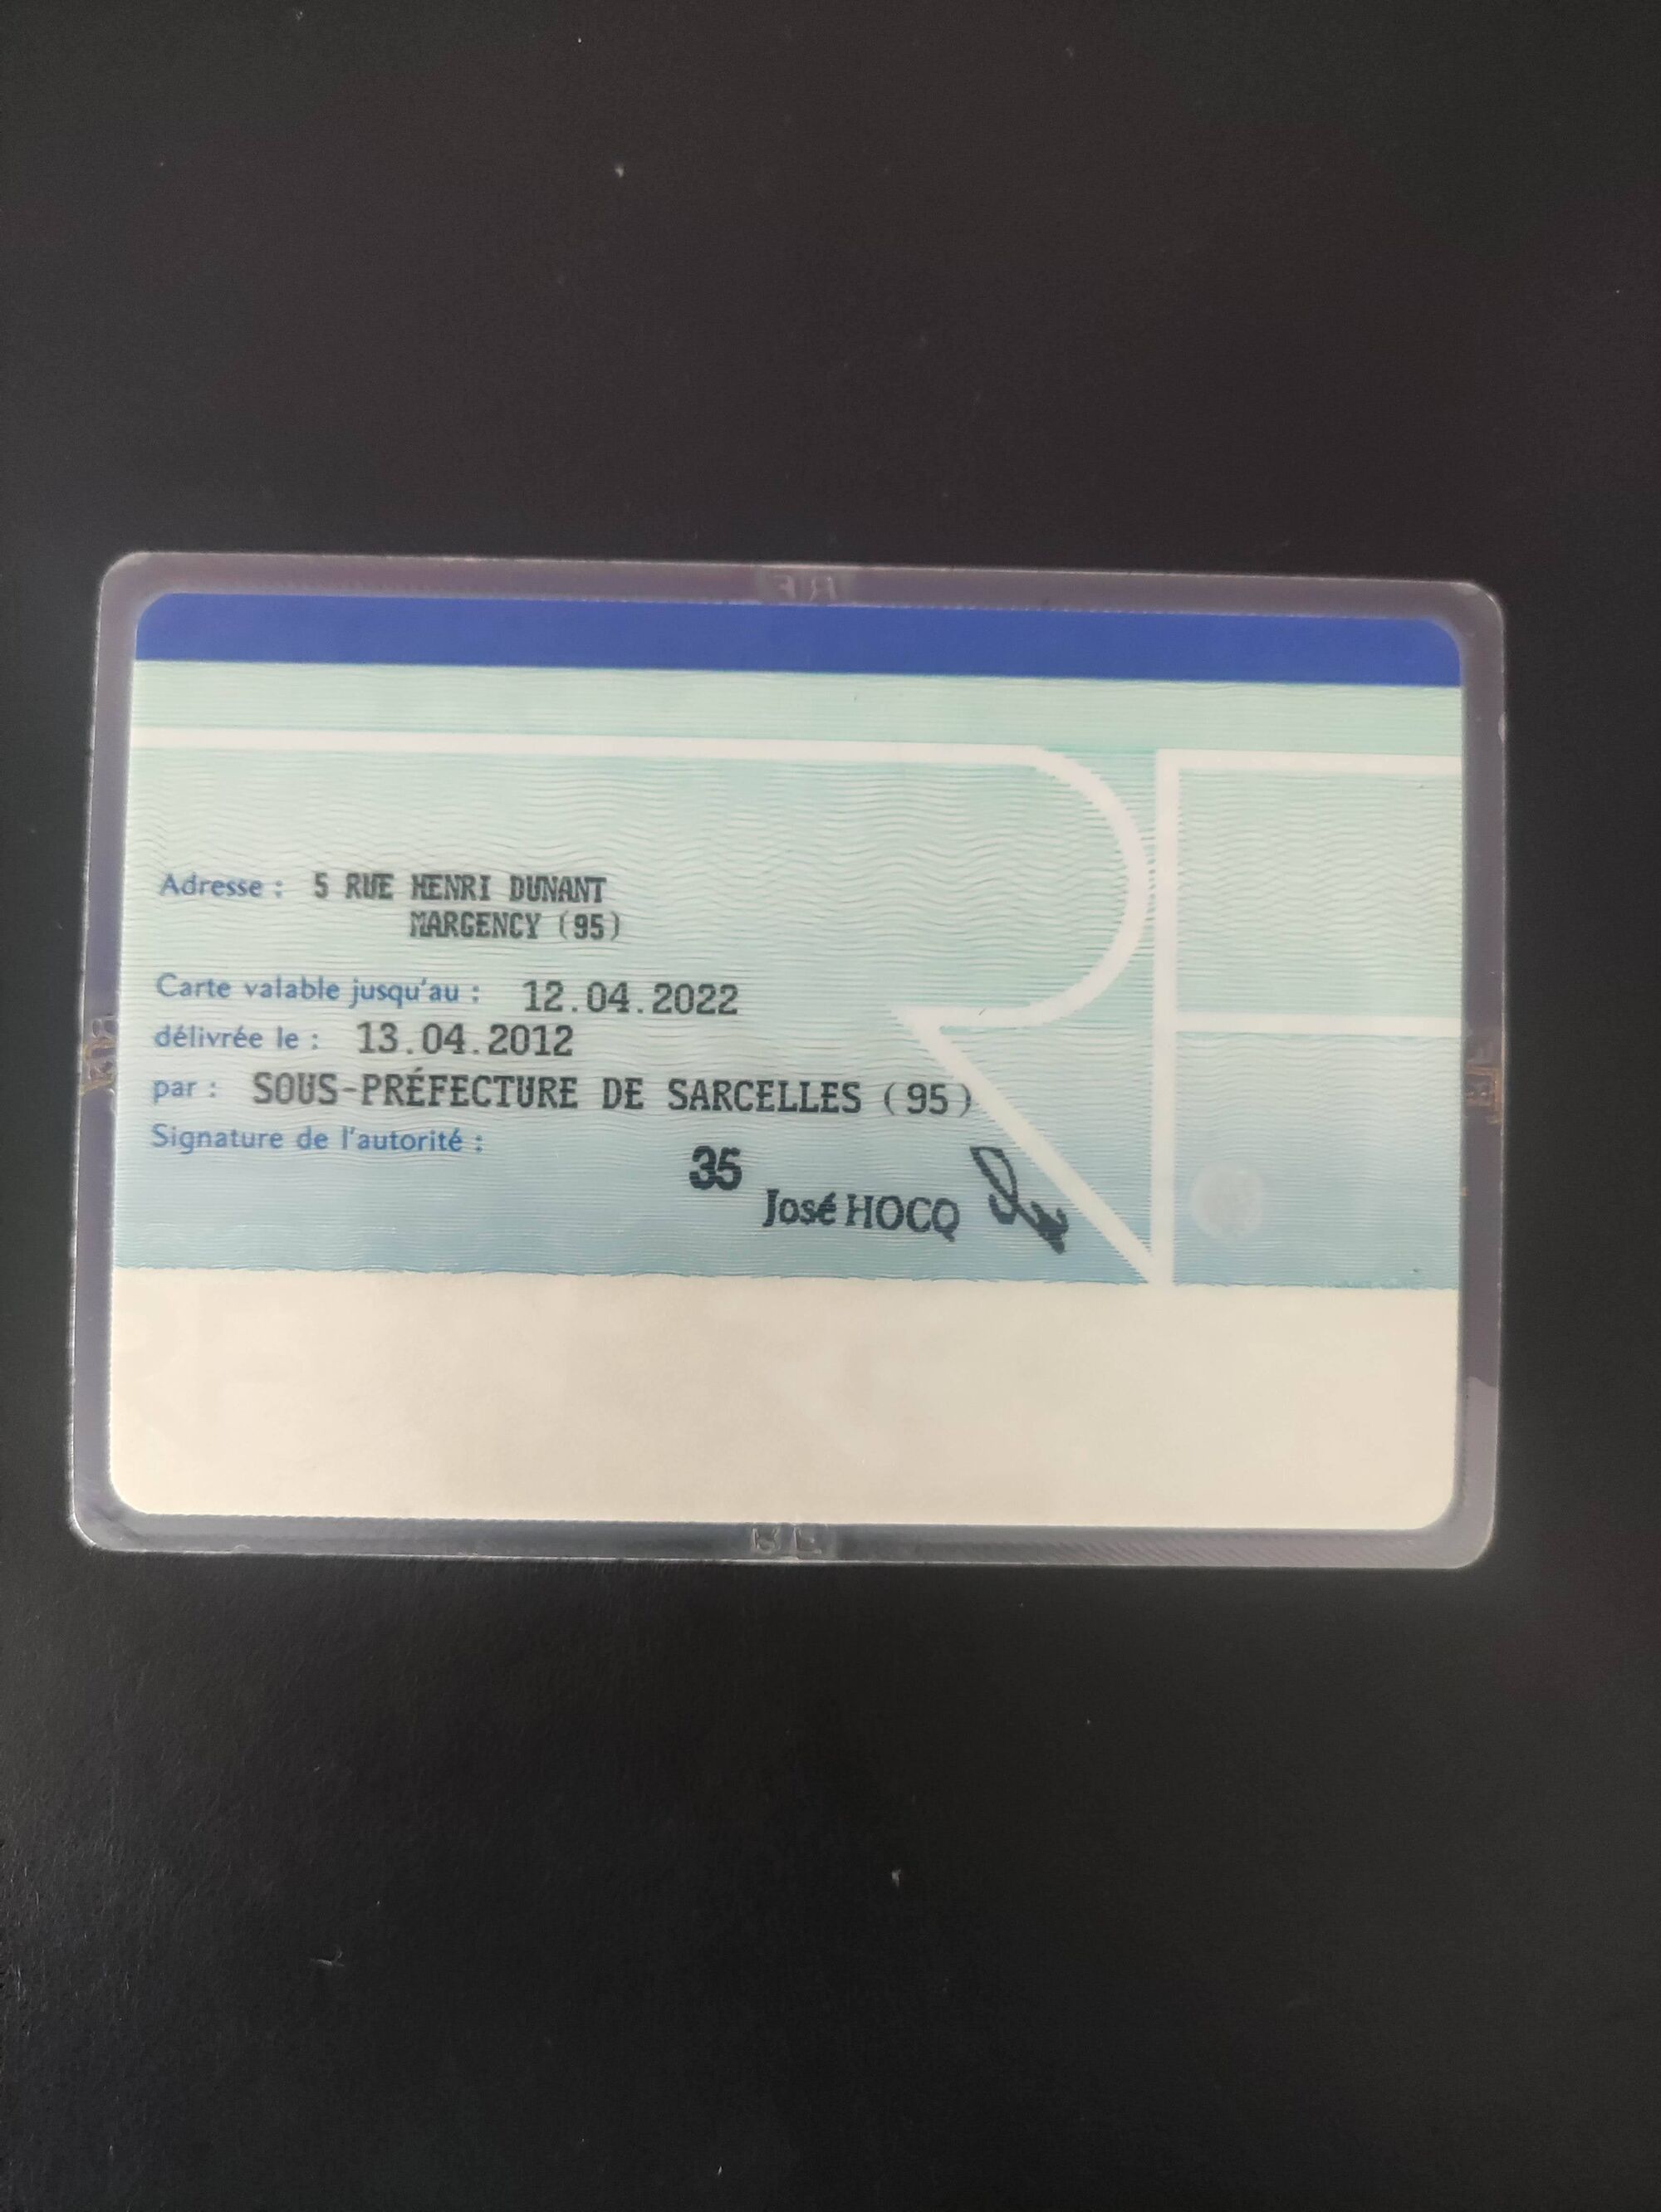 Adresse : 5 RUE HENRI DUNANT
MARGENCY (95)
Carte valable jusqu'au : 12.04.2022
délivrée le : 13.04.2012
par : SOUS-PRÉFECTURE DE SARCELLES (95)
Signature de l'autorité :
35
José HOCQ
RF